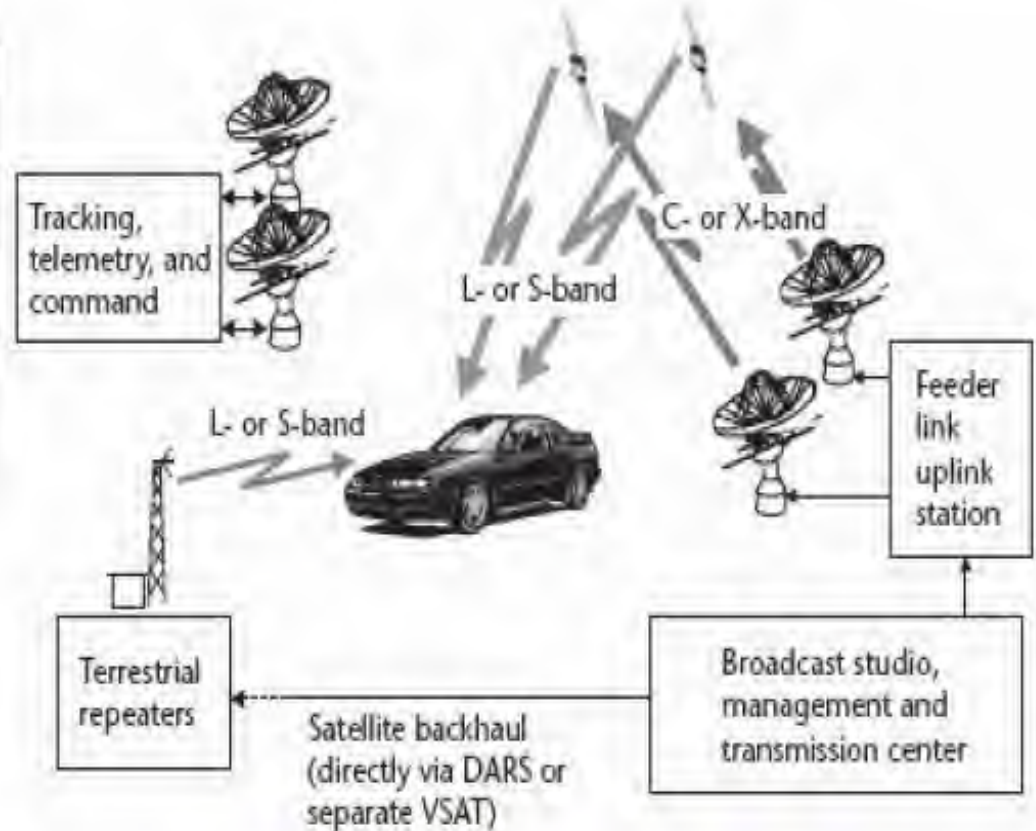 Tracking,
telemetry, and
command
C- or X-band
L- or S-band
L- or S-band
Feeder
link
uplink
station
Terrestrial
repeaters
Satellite backhaul
(directly via DARS or
separate VSAT)
Broadcast studio,
management and
transmission center